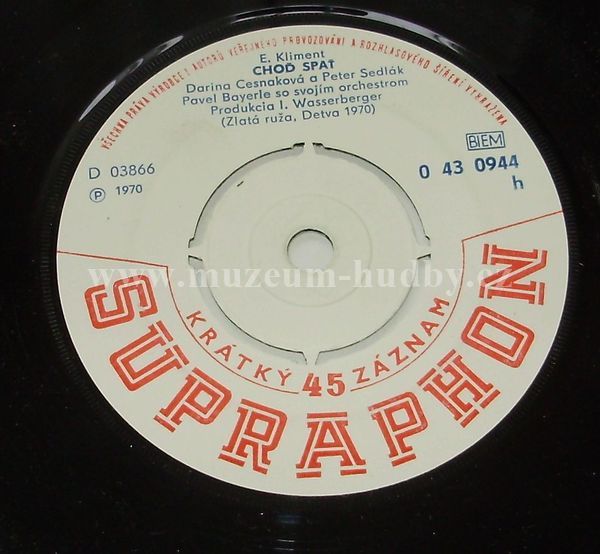 VŠECHNA PRÁVA VÝROBCE I AUTORŮ VEŘEJNÉHO PROVOZOVÁNÍ A ROZHLASOVÉHO ŠÍŘENÍ VYHRAZENA
E. Kliment
CHOĎ SPAŤ
Darina Cesnaková a Peter Sedlák
Pavel Bayerle so svojím orchestrom
Produkcia I. Wasserberger
(Zlatá ruža, Detva 1970)
D 03866
Ⓟ 1970
BIEM
0 43 0944
h
www.muzeum-hudby.cz
KRÁTKÝ 45 ZÁZNAM
SUPRAPHON